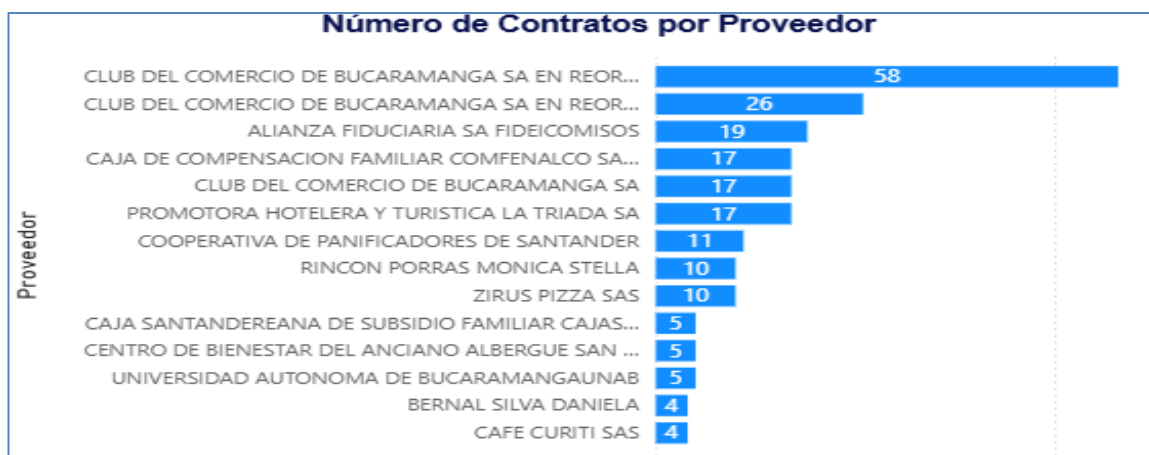 Número de Contratos por Proveedor
Proveedor
CLUB DEL COMERCIO DE BUCARAMANGA SA EN REOR... 58
CLUB DEL COMERCIO DE BUCARAMANGA SA EN REOR... 26
ALIANZA FIDUCIARIA SA FIDEICOMISOS 19
CAJA DE COMPENSACION FAMILIAR COMFENALCO SA... 17
CLUB DEL COMERCIO DE BUCARAMANGA SA 17
PROMOTORA HOTELERA Y TURISTICA LA TRIADA SA 17
COOPERATIVA DE PANIFICADORES DE SANTANDER 11
RINCON PORRAS MONICA STELLA 10
ZIRUS PIZZA SAS 10
CAJA SANTANDEREANA DE SUBSIDIO FAMILIAR CAJAS... 5
CENTRO DE BIENESTAR DEL ANCIANO ALBERGUE SAN ... 5
UNIVERSIDAD AUTONOMA DE BUCARAMANGAUNAB 5
BERNAL SILVA DANIELA 4
CAFE CURITI SAS 4